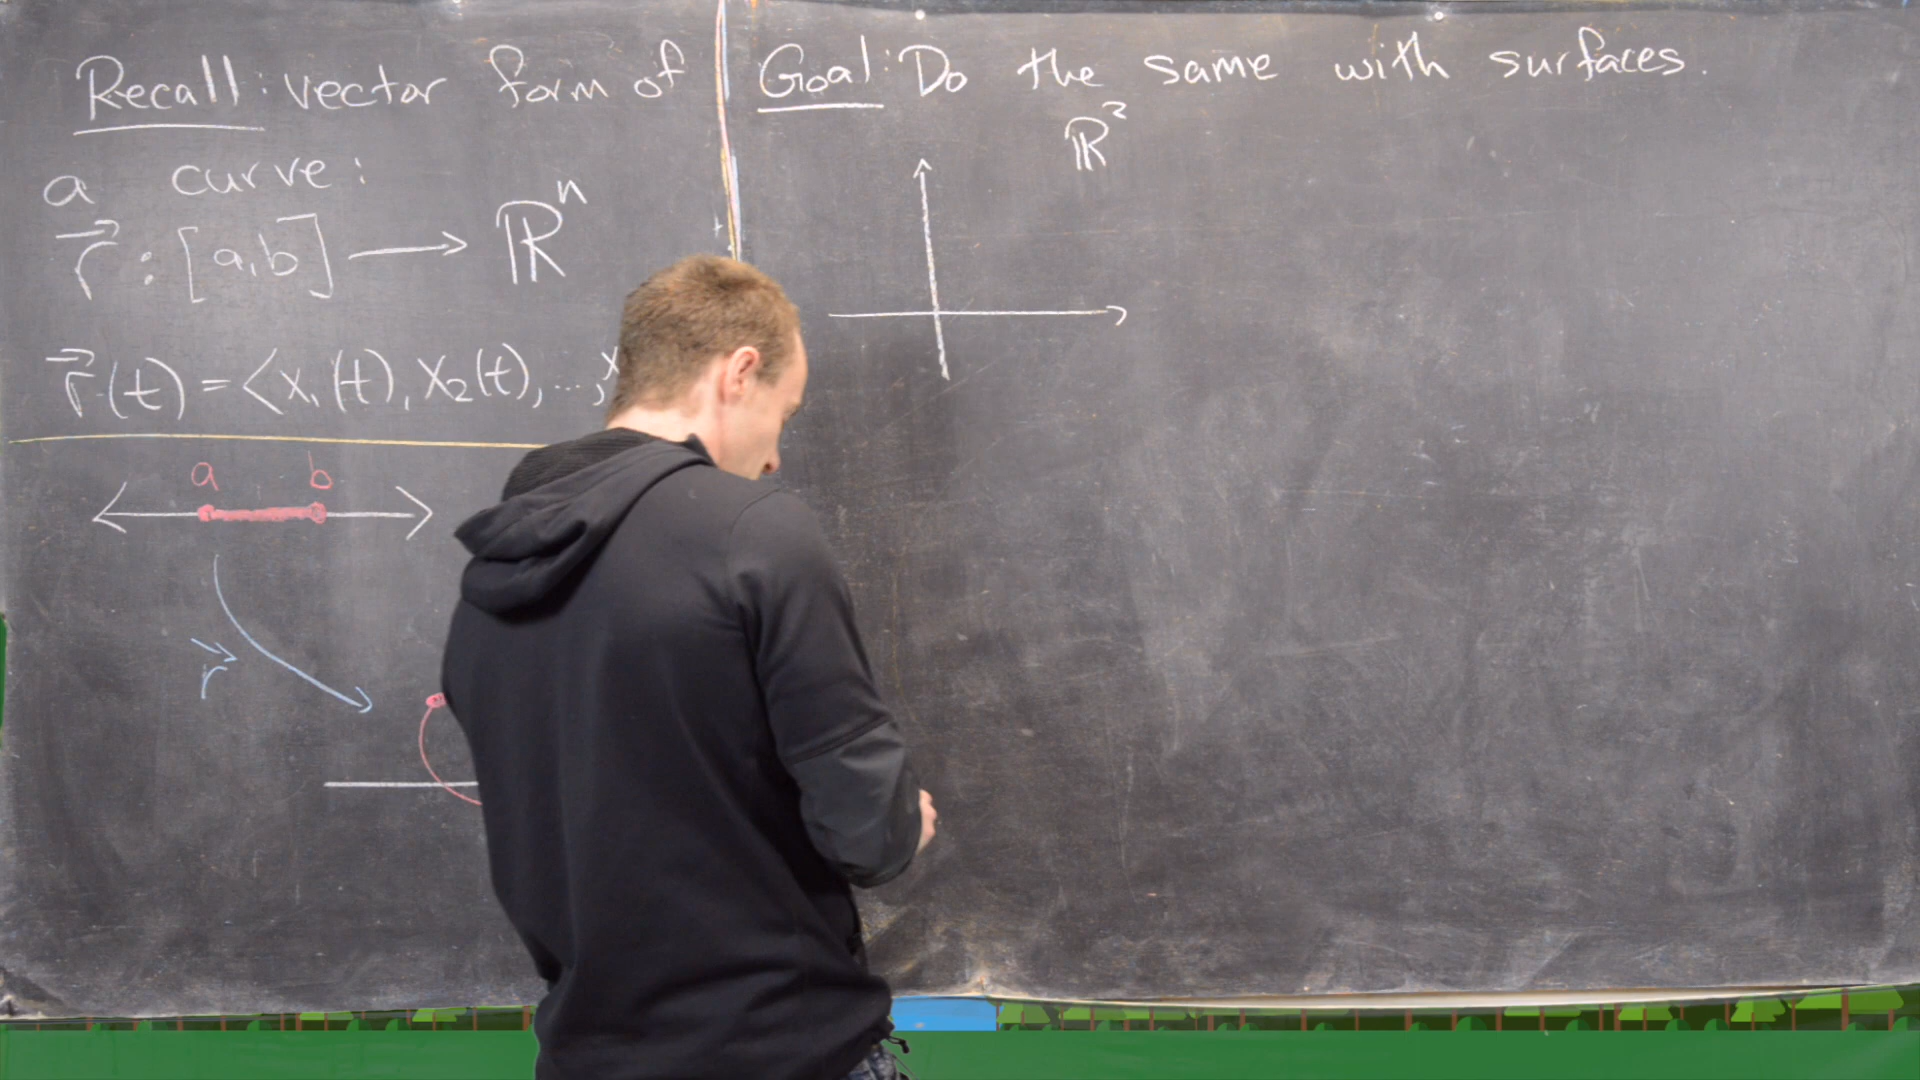 Recall: vector form of
a curve:
r⃗ : [a,b] ⟶ ℝⁿ
r⃗(t) = ⟨x₁(t), x₂(t), ..., x
a b
r⃗
Goal: Do the same with surfaces.
ℝ²